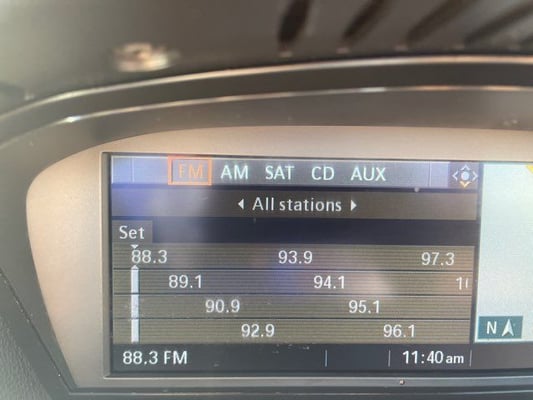 FM AM SAT CD AUX
All stations
Set
88.3 93.9 97.3
89.1 94.1
90.9 95.1
92.9 96.1
N
88.3 FM 11:40 am